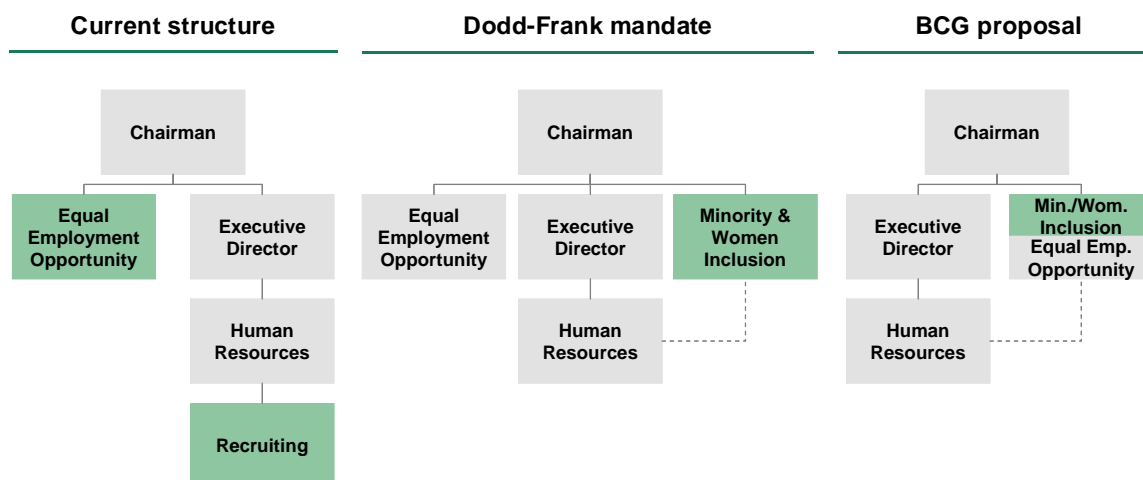 Current structure
Dodd-Frank mandate
BCG proposal
Chairman
Equal
Employment
Opportunity
Executive
Director
Human
Resources
Recruiting
Chairman
Equal
Employment
Opportunity
Executive
Director
Minority &
Women
Inclusion
Human
Resources
Chairman
Executive
Director
Min./Wom.
Inclusion
Equal Emp.
Opportunity
Human
Resources